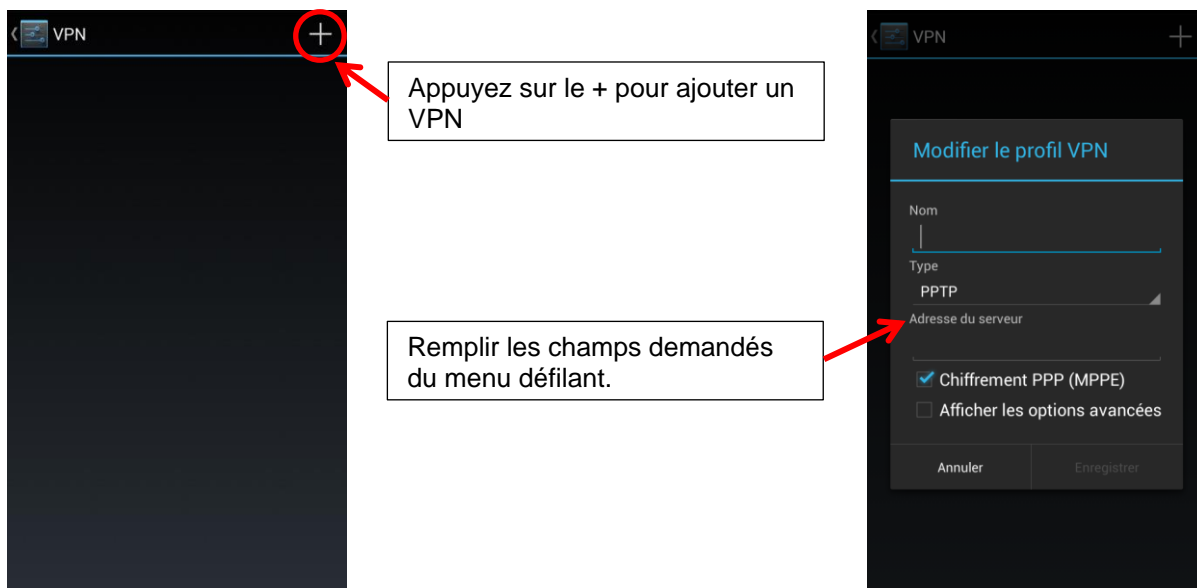 VPN
Appuyez sur le + pour ajouter un
VPN
Remplir les champs demandés
du menu défilant.
VPN
Modifier le profil VPN
Nom
Type
PPTP
Adresse du serveur
Chiffrement PPP (MPPE)
Afficher les options avancées
Annuler
Enregistrer